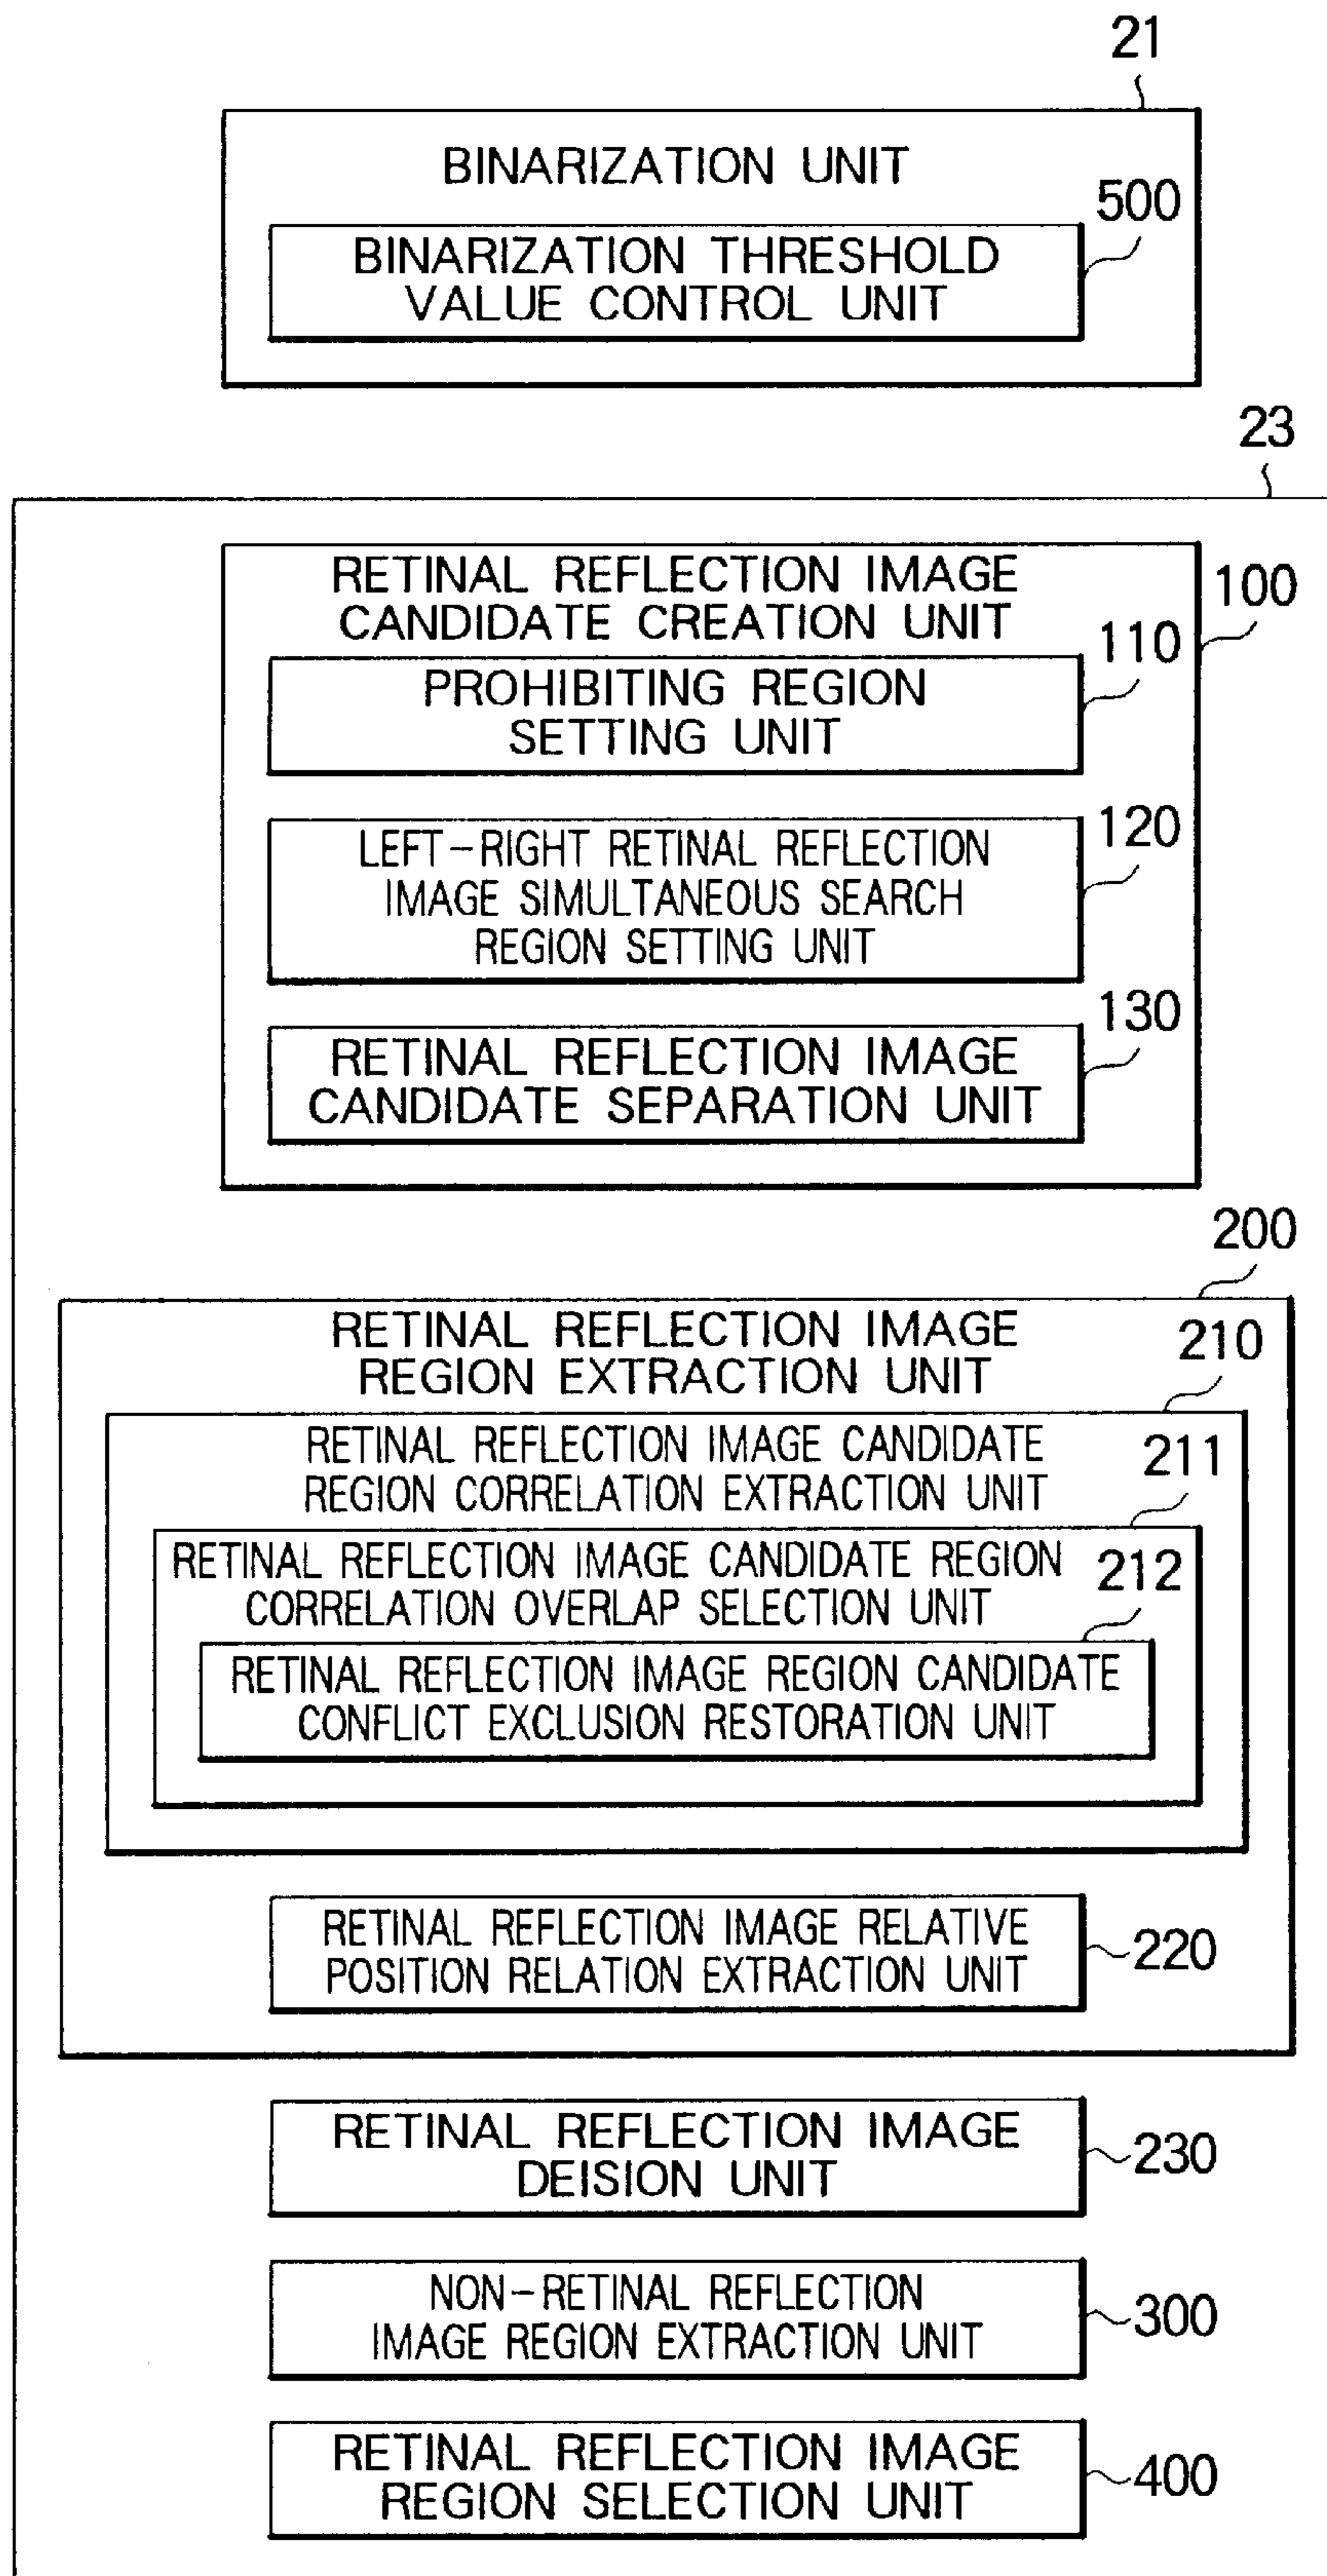 21
BINARIZATION UNIT
500
BINARIZATION THRESHOLD
VALUE CONTROL UNIT
23
RETINAL REFLECTION IMAGE
CANDIDATE CREATION UNIT
100
110
PROHIBITING REGION
SETTING UNIT
120
LEFT-RIGHT RETINAL REFLECTION
IMAGE SIMULTANEOUS SEARCH
REGION SETTING UNIT
130
RETINAL REFLECTION IMAGE
CANDIDATE SEPARATION UNIT
200
RETINAL REFLECTION IMAGE
REGION EXTRACTION UNIT
210
RETINAL REFLECTION IMAGE CANDIDATE
REGION CORRELATION EXTRACTION UNIT
211
RETINAL REFLECTION IMAGE CANDIDATE REGION
CORRELATION OVERLAP SELECTION UNIT
212
RETINAL REFLECTION IMAGE REGION CANDIDATE
CONFLICT EXCLUSION RESTORATION UNIT
RETINAL REFLECTION IMAGE RELATIVE
POSITION RELATION EXTRACTION UNIT
220
RETINAL REFLECTION IMAGE
DEISION UNIT
230
NON-RETINAL REFLECTION
IMAGE REGION EXTRACTION UNIT
300
RETINAL REFLECTION IMAGE
REGION SELECTION UNIT
400